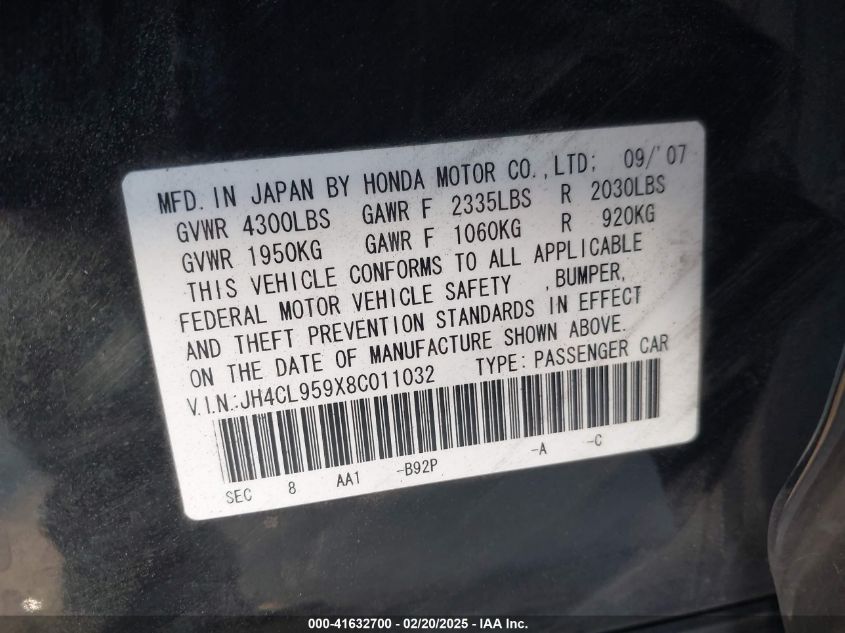 MFD. IN JAPAN BY HONDA MOTOR CO.,LTD; 09/'07
GVWR 4300LBS GAWR F 2335LBS R 2030LBS
GVWR 1950KG GAWR F 1060KG R 920KG
THIS VEHICLE CONFORMS TO ALL APPLICABLE
FEDERAL MOTOR VEHICLE SAFETY ,BUMPER,
AND THEFT PREVENTION STANDARDS IN EFFECT
ON THE DATE OF MANUFACTURE SHOWN ABOVE.
V.I.N.:JH4CL959X8C011032 TYPE: PASSENGER CAR
SEC 8 AA1 -B92P -A -C
000-41632700 - 02/20/2025 - IAA Inc.